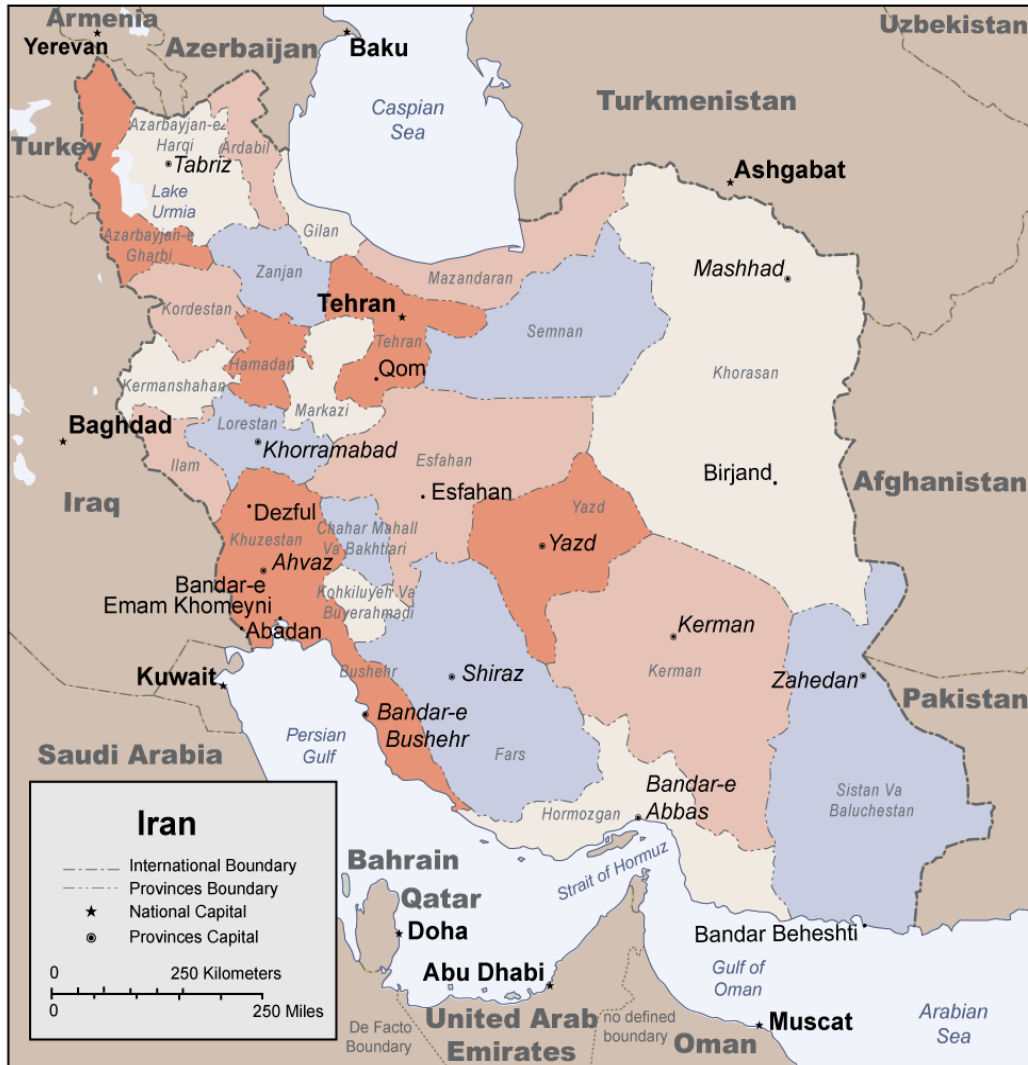 Armenia
Yerevan
Azerbaijan
Baku
Uzbekistan
Caspian
Sea
Turkmenistan
Turkey
Azarbayjan-e
Harqi
Ardabil
Tabriz
Lake
Urmia
Ashgabat
Gilan
Azarbayjan-e
Gharbi
Zanjan
Mazandaran
Mashhad
Kordestan
Tehran
Tehran
Semnan
Hamadan
Qom
Khorasan
Kermanshahan
Markazi
Baghdad
Lorestan
Khorramabad
Ilam
Esfahan
Esfahan
Birjand
Afghanistan
Iraq
Dezful
Khuzestan
Chahar Mahall
Va Bakhtiari
Yazd
Yazd
Ahvaz
Bandar-e
Emam Khomeyni
Kohkiluyeh Va
Buyerahmadi
Abadan
Kerman
Kerman
Kuwait
Bushehr
Shiraz
Zahedan
Pakistan
Bandar-e
Bushehr
Persian
Gulf
Saudi Arabia
Fars
Bandar-e
Abbas
Sistan Va
Baluchestan
Hormozgan
Strait of Hormuz
Bahrain
Qatar
Doha
Abu Dhabi
Bandar Beheshti
Gulf of
Oman
Muscat
Arabian
Sea
United Arab
Emirates
De Facto
Boundary
no defined
boundary
Oman
Iran
International Boundary
Provinces Boundary
National Capital
Provinces Capital
0 250 Kilometers
0 250 Miles